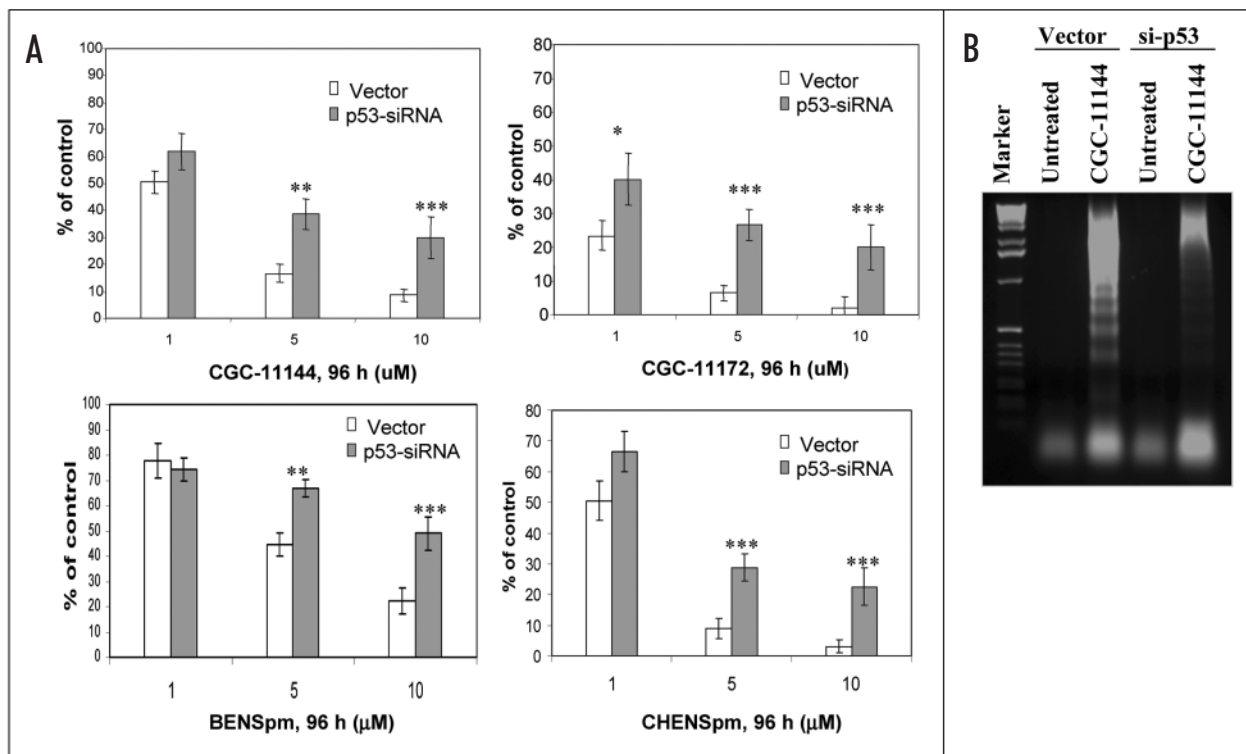 A
100
90
80
70
60
50
40
30
20
10
0
% of control
Vector
p53-siRNA
**
***
1 5 10
CGC-11144, 96 h (uM)
80
70
60
50
40
30
20
10
0
% of control
Vector
p53-siRNA
*
***
***
1 5 10
CGC-11172, 96 h (uM)
100
90
80
70
60
50
40
30
20
10
0
% of control
Vector
p53-siRNA
**
***
1 5 10
BENSpm, 96 h (μM)
80
70
60
50
40
30
20
10
0
% of control
Vector
p53-siRNA
***
***
1 5 10
CHENSpm, 96 h (μM)
B
Vector si-p53
Marker
Untreated
CGC-11144
Untreated
CGC-11144